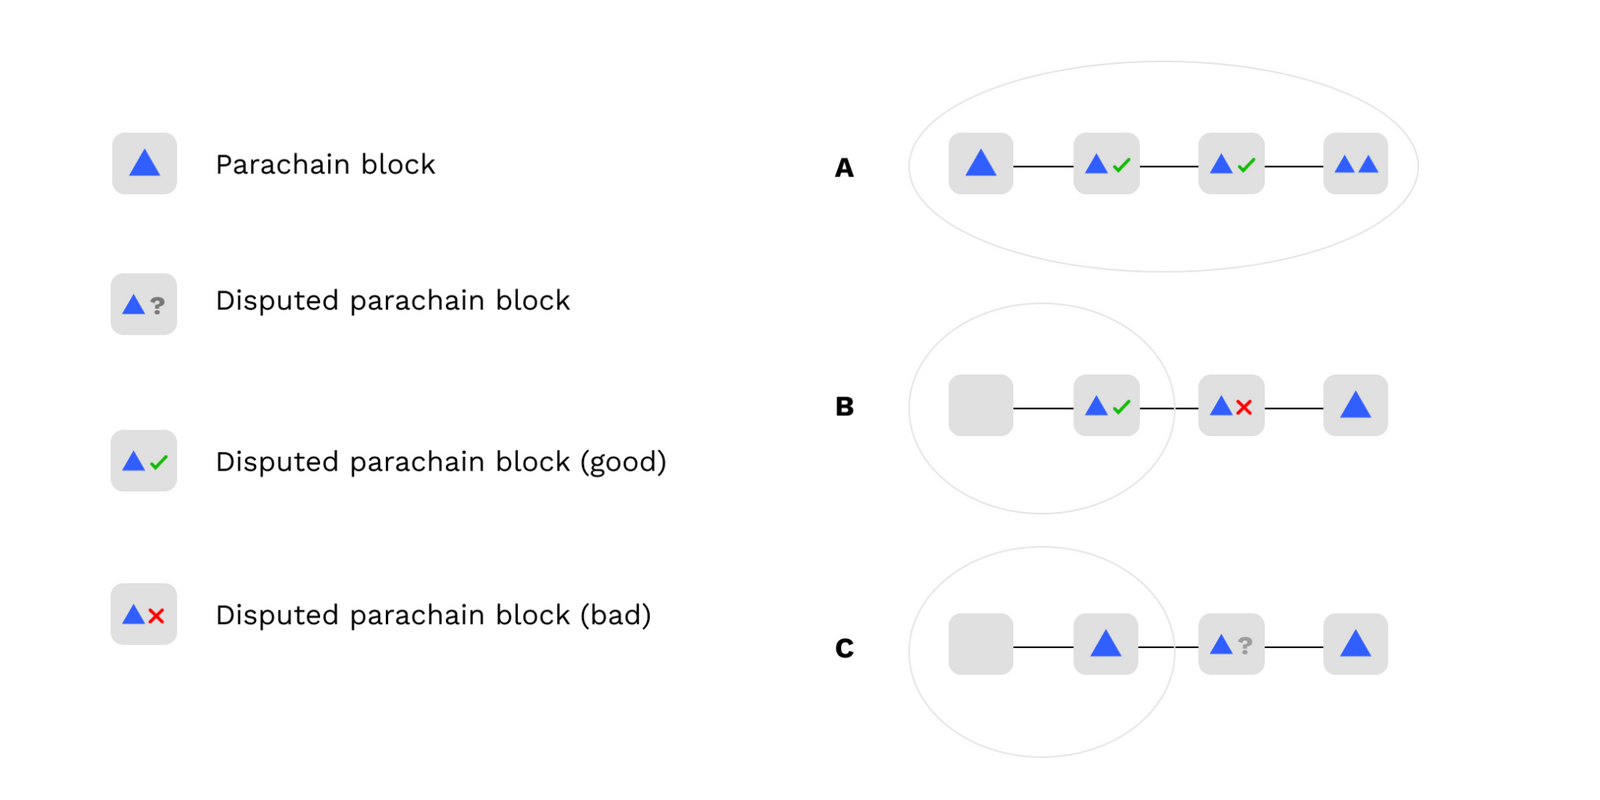 Parachain block
?
Disputed parachain block
Disputed parachain block (good)
Disputed parachain block (bad)
A
B
C
?